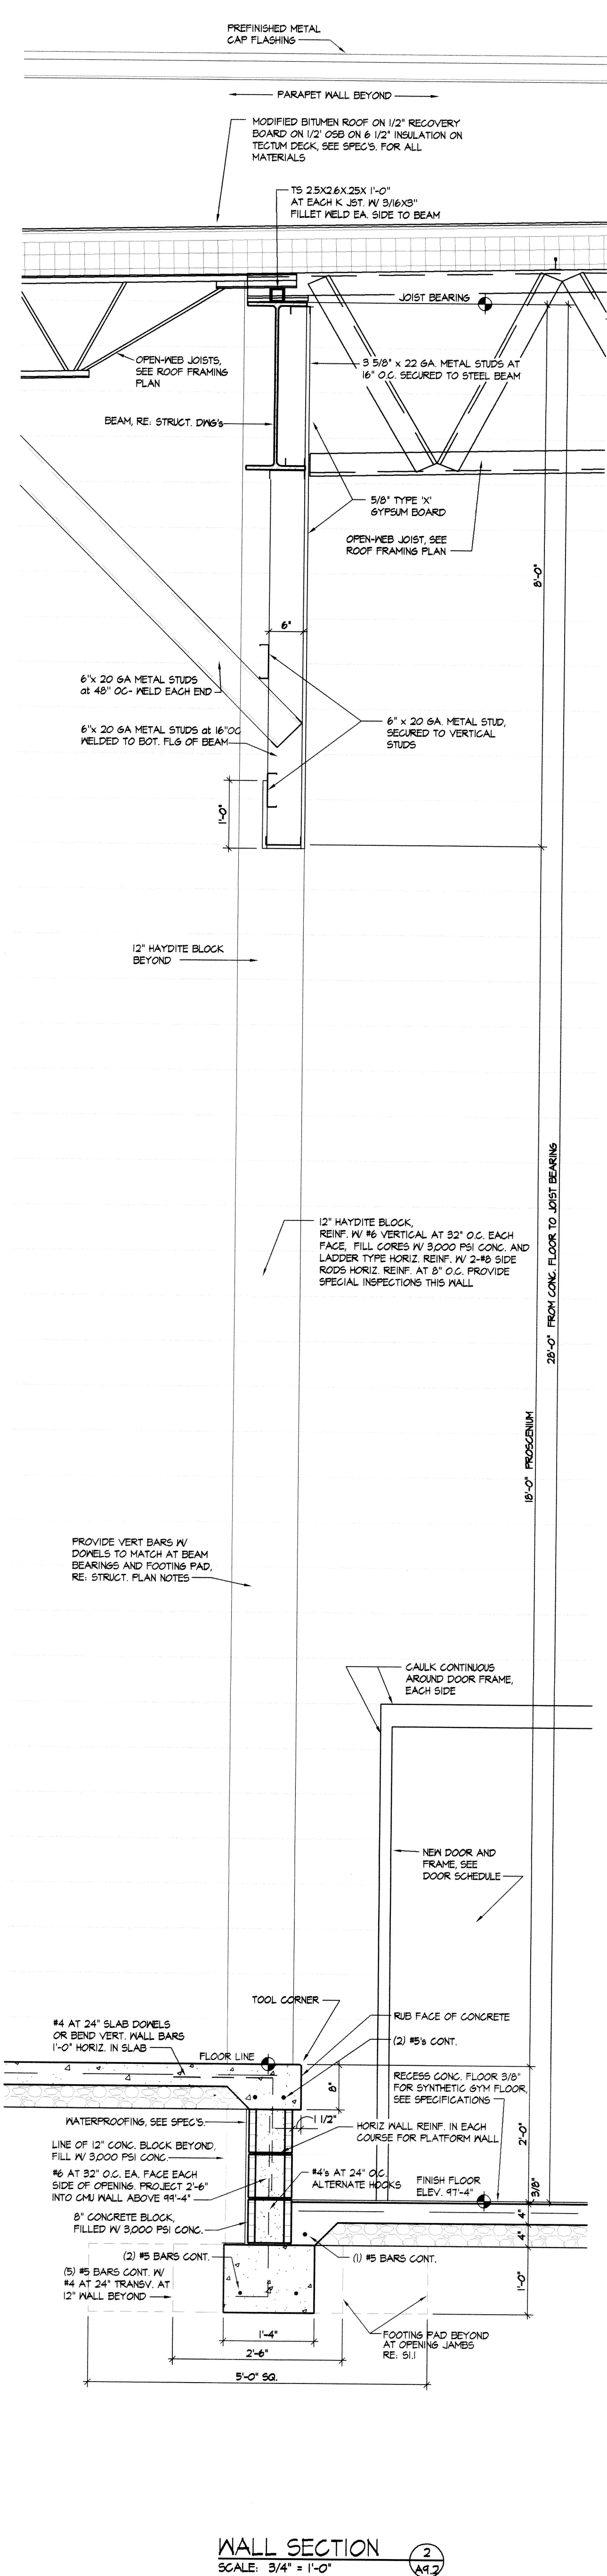 PREFINISHED METAL
CAP FLASHING
PARAPET WALL BEYOND
MODIFIED BITUMEN ROOF ON 1/2" RECOVERY
BOARD ON 1/2' OSB ON 6 1/2" INSULATION ON
TECTUM DECK, SEE SPEC'S. FOR ALL
MATERIALS
TS 2.5X2.6X.25X 1'-0"
AT EACH K JST. W/ 3/16X3"
FILLET WELD EA. SIDE TO BEAM
JOIST BEARING
OPEN-WEB JOISTS,
SEE ROOF FRAMING
PLAN
3 5/8" x 22 GA. METAL STUDS AT
16" O.C. SECURED TO STEEL BEAM
BEAM, RE: STRUCT. DWG's
5/8" TYPE 'X'
GYPSUM BOARD
OPEN-WEB JOIST, SEE
ROOF FRAMING PLAN
8'-0"
6"
6"x 20 GA METAL STUDS
at 48" OC- WELD EACH END
6"x 20 GA METAL STUDS at 16"OC
WELDED TO BOT. FLG OF BEAM
6" x 20 GA. METAL STUD,
SECURED TO VERTICAL
STUDS
1'-0"
12" HAYDITE BLOCK
BEYOND
28'-0" FROM CONC. FLOOR TO JOIST BEARING
12" HAYDITE BLOCK,
REINF. W/ #6 VERTICAL AT 32" O.C. EACH
FACE, FILL CORES W/ 3,000 PSI CONC. AND
LADDER TYPE HORIZ. REINF. W/ 2-#8 SIDE
RODS HORIZ. REINF. AT 8" O.C. PROVIDE
SPECIAL INSPECTIONS THIS WALL
18'-0" PROSCENIUM
PROVIDE VERT BARS W/
DOWELS TO MATCH AT BEAM
BEARINGS AND FOOTING PAD,
RE: STRUCT. PLAN NOTES
CAULK CONTINUOUS
AROUND DOOR FRAME,
EACH SIDE
NEW DOOR AND
FRAME, SEE
DOOR SCHEDULE
TOOL CORNER
#4 AT 24" SLAB DOWELS
OR BEND VERT. WALL BARS
1'-0" HORIZ. IN SLAB
RUB FACE OF CONCRETE
(2) #5's CONT.
FLOOR LINE
8"
RECESS CONC. FLOOR 3/8"
FOR SYNTHETIC GYM FLOOR,
SEE SPECIFICATIONS
WATERPROOFING, SEE SPEC'S.
1 1/2"
HORIZ WALL REINF. IN EACH
COURSE FOR PLATFORM WALL
2'-0"
LINE OF 12" CONC. BLOCK BEYOND,
FILL W/ 3,000 PSI CONC.
#6 AT 32" O.C. EA. FACE EACH
SIDE OF OPENING. PROJECT 2'-6"
INTO CMU WALL ABOVE 99'-4"
#4's AT 24" O.C.
ALTERNATE HOOKS
FINISH FLOOR
ELEV. 97'-4"
3/8"
8" CONCRETE BLOCK,
FILLED W/ 3,000 PSI CONC.
4"
4"
(2) #5 BARS CONT.
(1) #5 BARS CONT.
(5) #5 BARS CONT. W/
#4 AT 24" TRANSV. AT
12" WALL BEYOND
1'-0"
1'-4"
FOOTING PAD BEYOND
AT OPENING JAMBS
RE: S1.1
2'-6"
5'-0" SQ.
WALL SECTION
SCALE: 3/4" = 1'-0"
2
A9.2